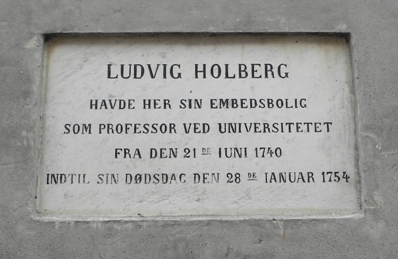 LUDVIG HOLBERG
HAVDE HER SIN EMBEDSBOLIG
SOM PROFESSOR VED UNIVERSITETET
FRA DEN 21DE IUNI 1740
INDTIL SIN DØDSDAG DEN 28DE IANUAR 1754